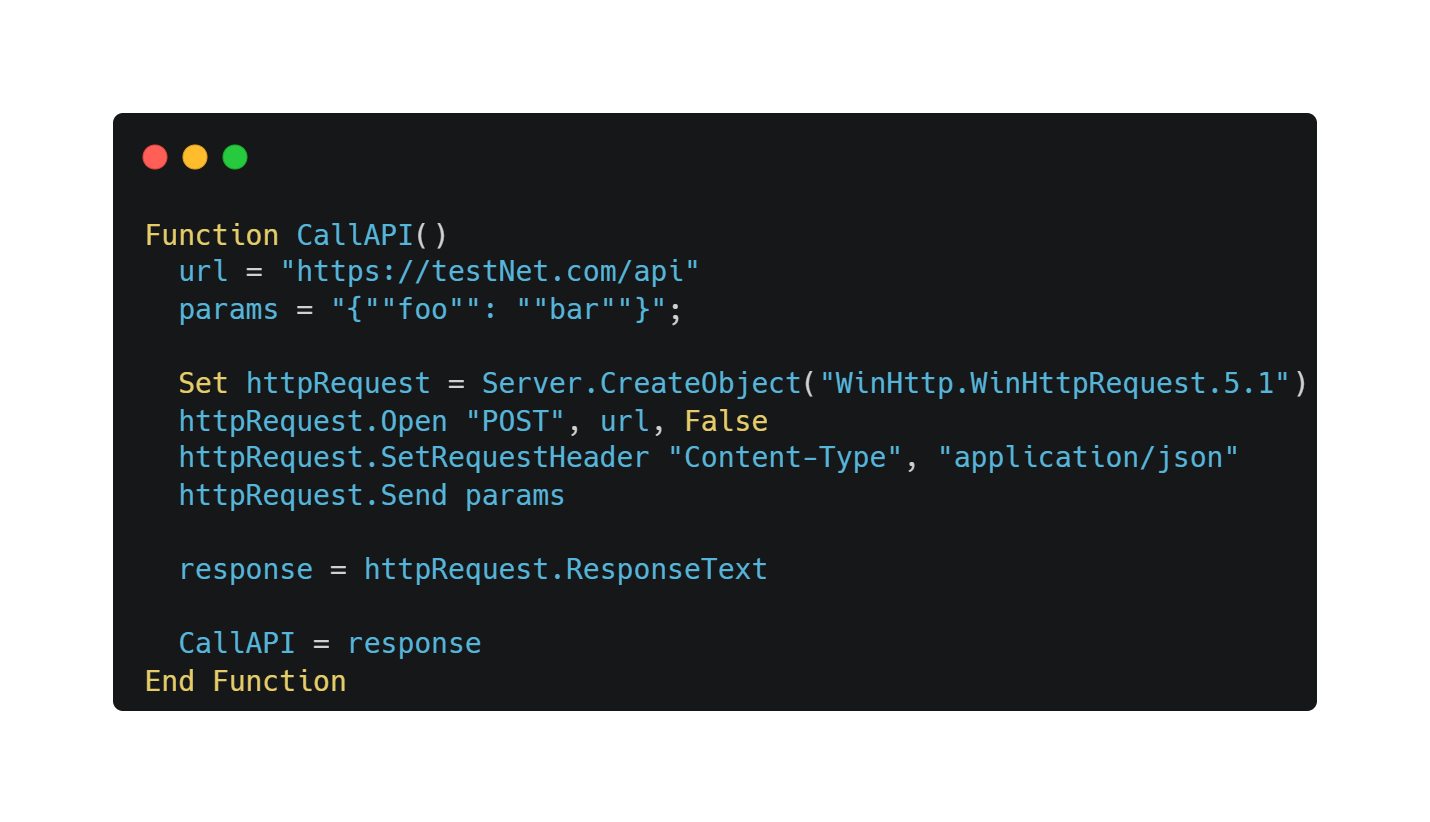 Function CallAPI()
  url = "https://testNet.com/api"
  params = "{""foo"": ""bar""}";
  Set httpRequest = Server.CreateObject("WinHttp.WinHttpRequest.5.1")
  httpRequest.Open "POST", url, False
  httpRequest.SetRequestHeader "Content-Type", "application/json"
  httpRequest.Send params
  response = httpRequest.ResponseText
  CallAPI = response
End Function